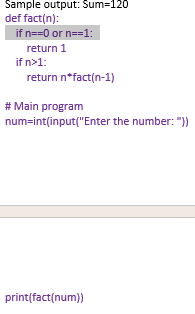 Sample output: Sum=120
def fact(n):
if n==0 or n==1:
return 1
if n>1:
return n*fact(n-1)
# Main program
num=int(input("Enter the number: "))
print(fact(num))